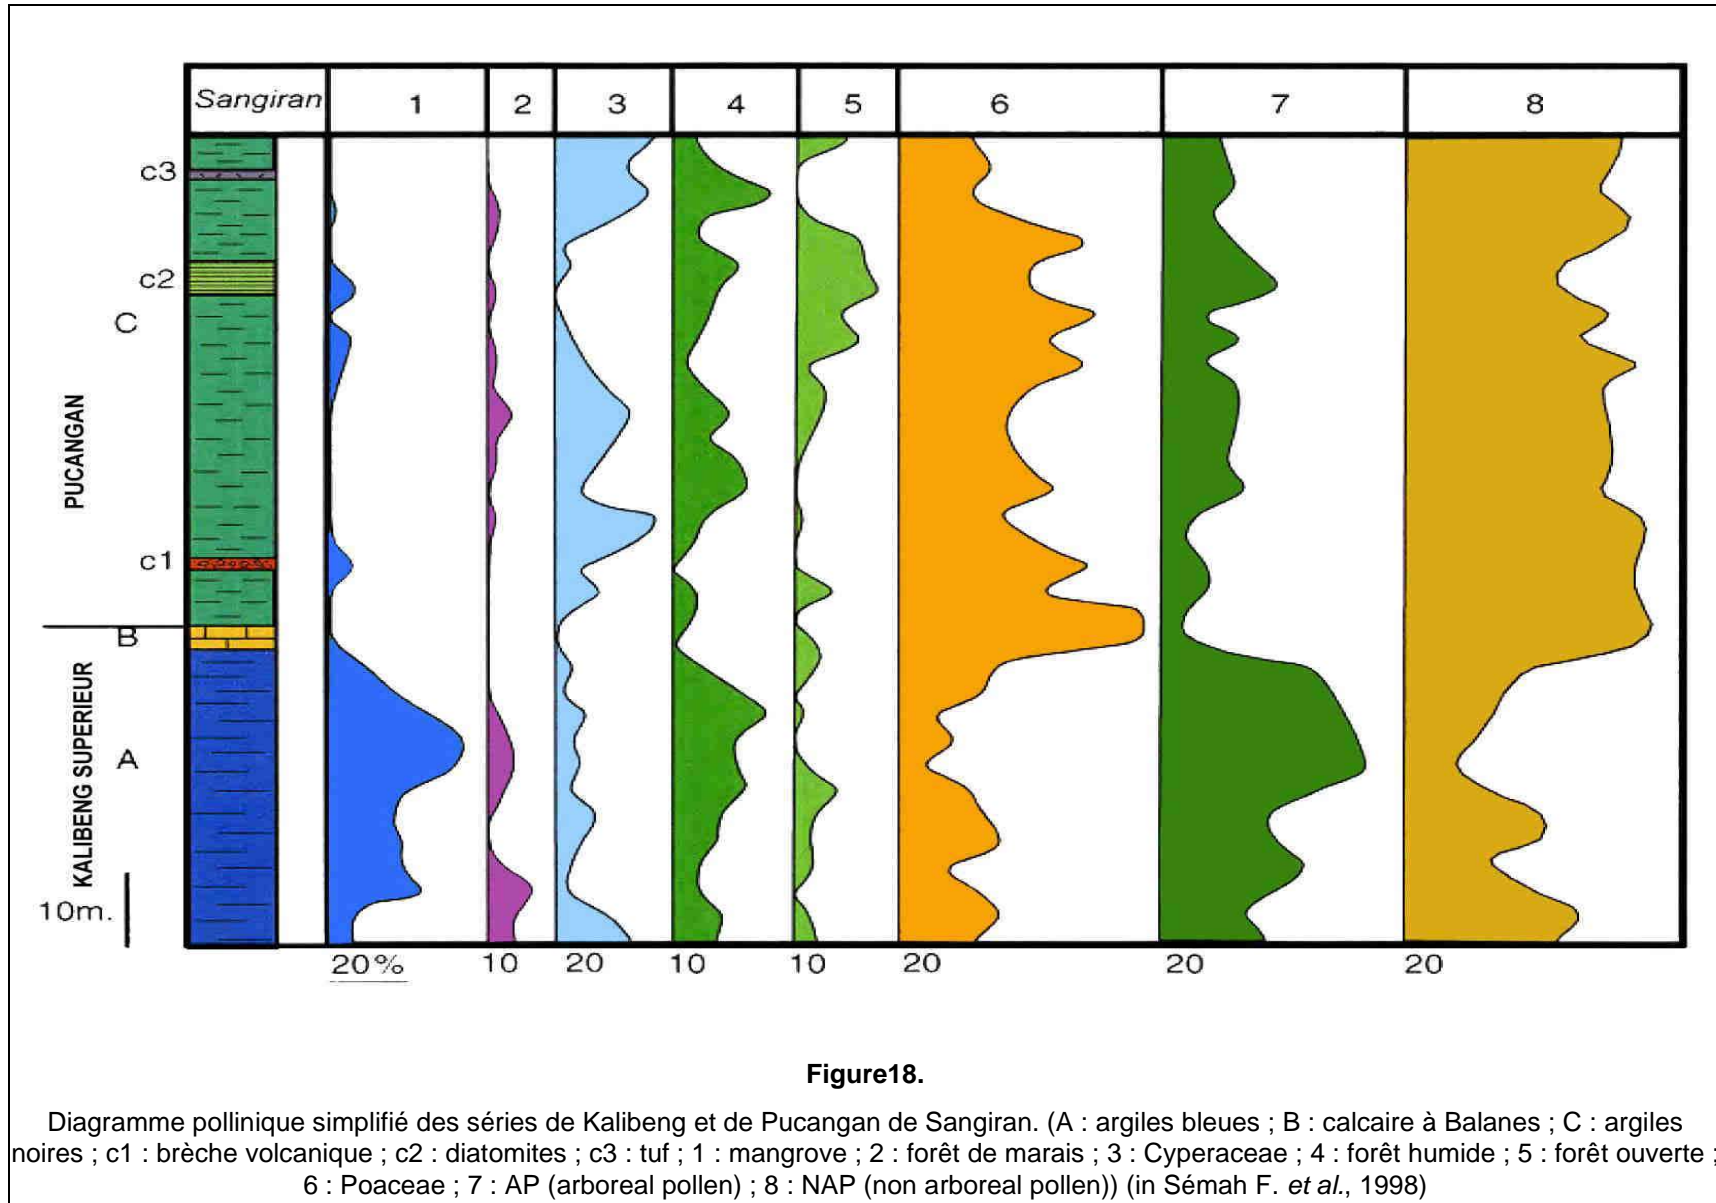 Sangiran 1 2 3 4 5 6 7 8
c3
c2
C
PUCANGAN
c1
B
KALIBENG SUPERIEUR
A
10m.
20% 10 20 10 10 20 20 20
Figure18.
Diagramme pollinique simplifié des séries de Kalibeng et de Pucangan de Sangiran. (A : argiles bleues ; B : calcaire à Balanes ; C : argiles
noires ; c1 : brèche volcanique ; c2 : diatomites ; c3 : tuf ; 1 : mangrove ; 2 : forêt de marais ; 3 : Cyperaceae ; 4 : forêt humide ; 5 : forêt ouverte ;
6 : Poaceae ; 7 : AP (arboreal pollen) ; 8 : NAP (non arboreal pollen)) (in Sémah F. et al., 1998)